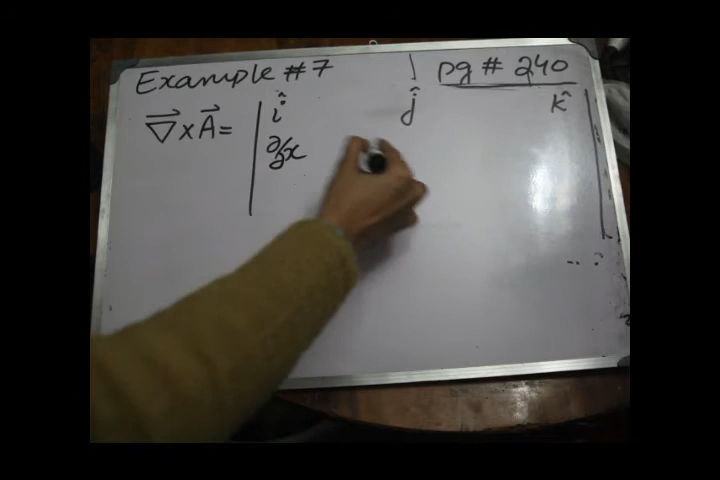 Example #7 pg # 240
î ĵ k̂
∇⃗ x A⃗ =
∂/∂x